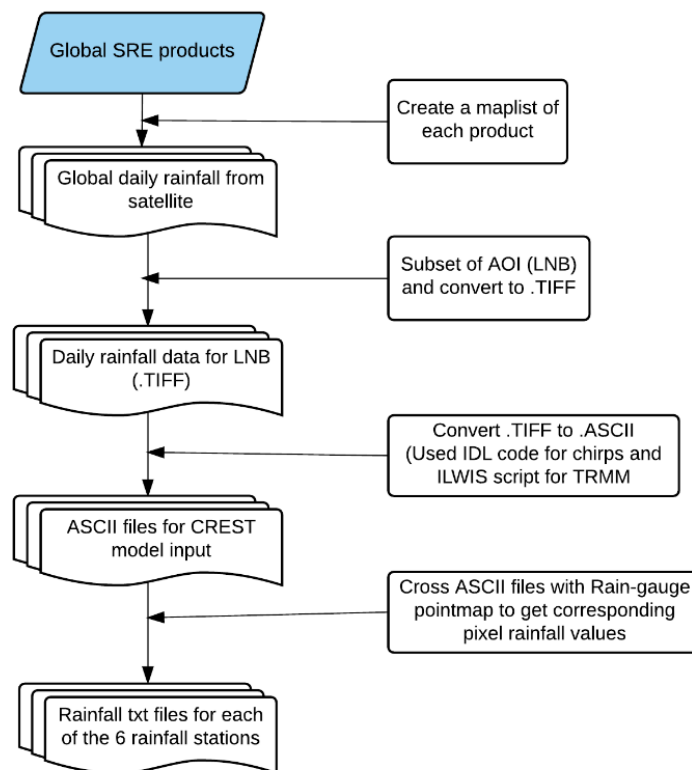 Global SRE products
Create a maplist of
each product
Global daily rainfall from
satellite
Subset of AOI (LNB)
and convert to .TIFF
Daily rainfall data for LNB
(.TIFF)
Convert .TIFF to .ASCII
(Used IDL code for chirps and
ILWIS script for TRMM
ASCII files for CREST
model input
Cross ASCII files with Rain-gauge
pointmap to get corresponding
pixel rainfall values
Rainfall txt files for each
of the 6 rainfall stations